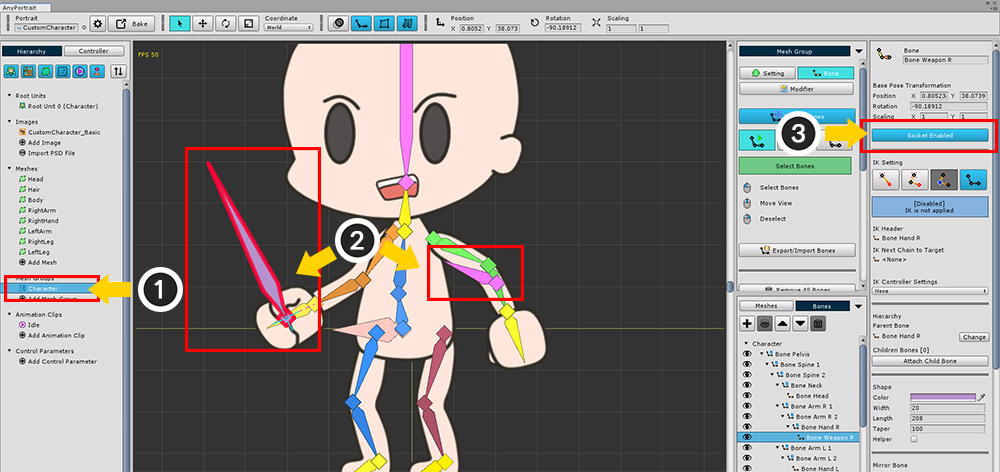 AnyPortrait
Portrait
CustomCharacter
Bake
Coordinate
World
Position
0.8052
38.073
Rotation
-90.18912
Scaling
1
1
Hierarchy
Controller
Root Units
Root Unit 0 (Character)
Images
CustomCharacter_Basic
Add Image
Import PSD File
Meshes
Head
Hair
Body
RightArm
RightHand
LeftArm
RightLeg
LeftLeg
Add Mesh
Mesh Groups
Character
Add Mesh Group
Animation Clips
Idle
Add Animation Clip
Control Parameters
Add Control Parameter
FPS 50
1
2
3
Mesh Group
Setting
Bone
Modifier
Bones
Select Bones
Select Bones
Move View
Deselect
Export/Import Bones
Remove All Bones
Meshes
Bones
Character
Bone Pelvis
Bone Spine 1
Bone Spine 2
Bone Neck
Bone Head
Bone Arm R 1
Bone Arm R 2
Bone Hand R
Bone Weapon R
Bone Arm L 1
Bone Arm L 2
Bone Hand L
Bone
Bone Weapon R
Base Pose Transformation
Position X 0.80523 Y 38.0739
Rotation -90.18912
Scaling X 1 Y 1
Socket Enabled
IK Setting
[Disabled]
IK is not applied
IK Header
Bone Hand R
IK Next Chain to Target
<None>
IK Controller Settings
None
Hierarchy
Parent Bone
Bone Hand R
Change
Children Bones [0]
Attach Child Bone
Shape
Color
Width 20
Length 208
Taper 100
Helper
Mirror Bone